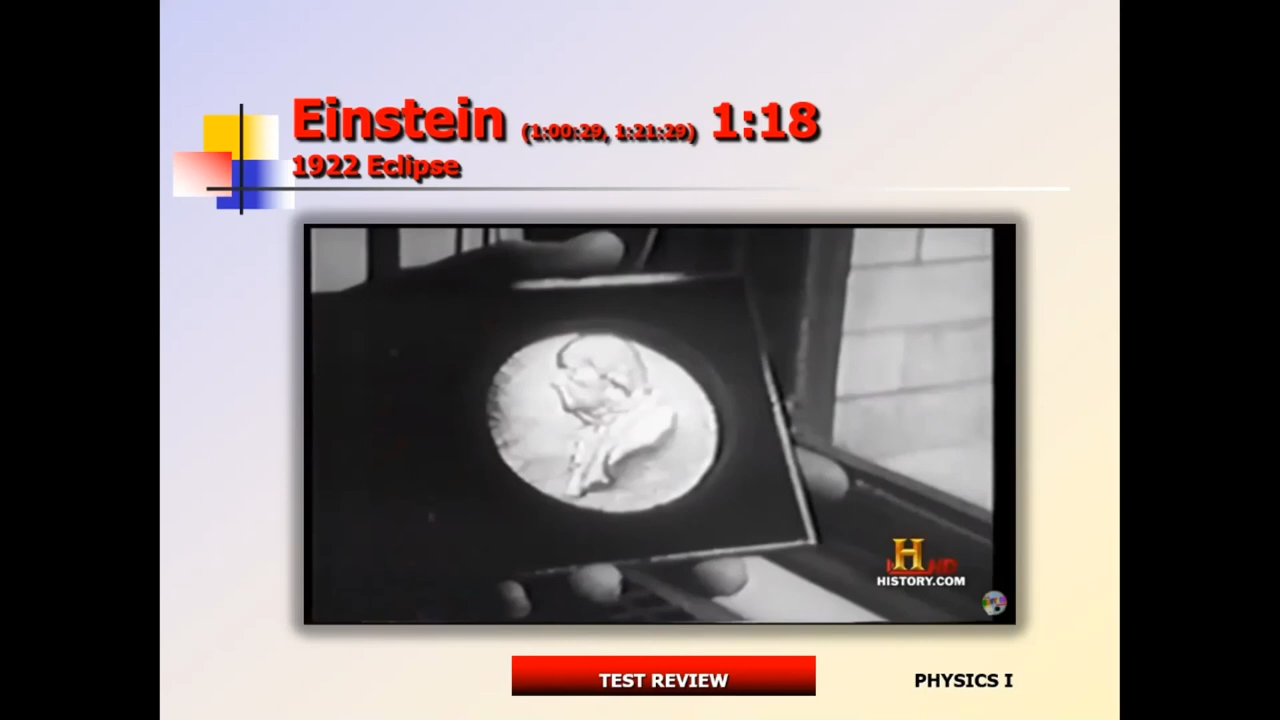 Einstein (1:00:29, 1:21:29) 1:18
1922 Eclipse
H
HISTORY.COM
TEST REVIEW
PHYSICS I